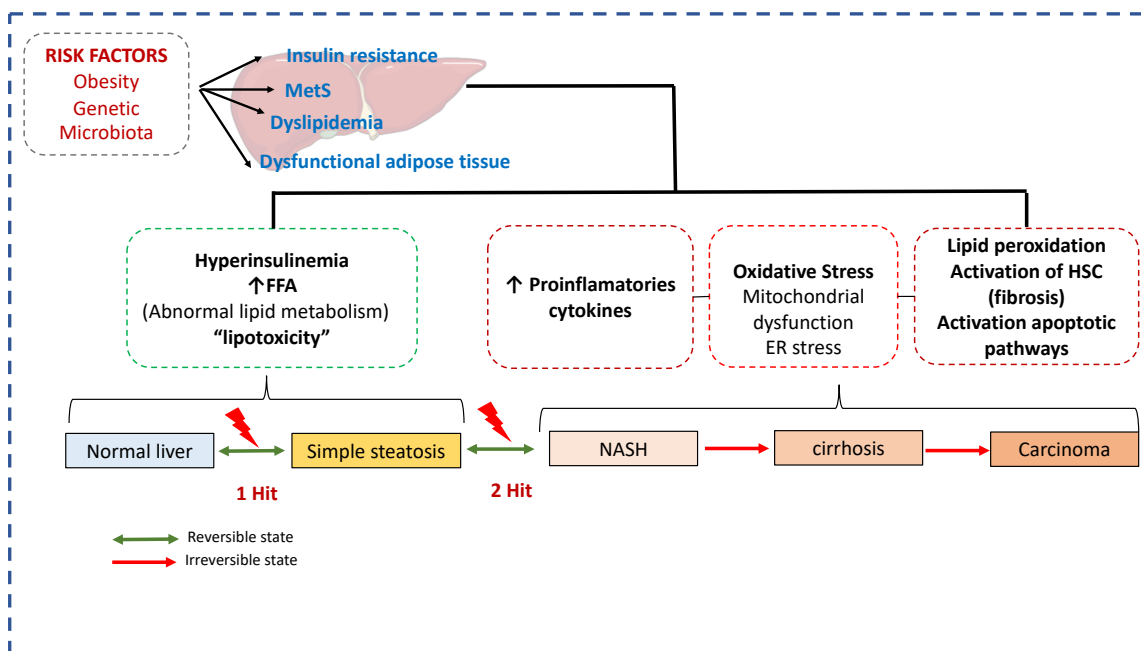 RISK FACTORS
Obesity
Genetic
Microbiota
Insulin resistance
MetS
Dyslipidemia
Dysfunctional adipose tissue
Hyperinsulinemia
↑FFA
(Abnormal lipid metabolism)
“lipotoxicity”
↑ Proinflamatories
cytokines
Oxidative Stress
Mitochondrial
dysfunction
ER stress
Lipid peroxidation
Activation of HSC
(fibrosis)
Activation apoptotic
pathways
Normal liver
Simple steatosis
NASH
cirrhosis
Carcinoma
1 Hit
2 Hit
Reversible state
Irreversible state